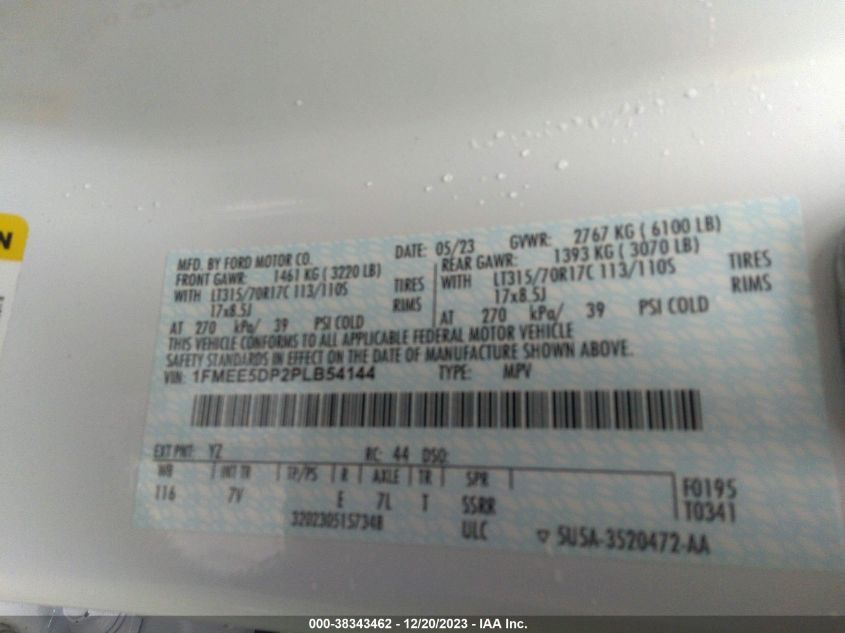 N
MFD. BY FORD MOTOR CO. DATE: 05/23 GVWR: 2767 KG ( 6100 LB)
FRONT GAWR: 1461 KG ( 3220 LB) REAR GAWR: 1393 KG ( 3070 LB)
WITH LT315/70R17C 113/110S TIRES WITH LT315/70R17C 113/110S TIRES
17x8.5J RIMS 17x8.5J RIMS
AT 270 kPa/ 39 PSI COLD AT 270 kPa/ 39 PSI COLD
THIS VEHICLE CONFORMS TO ALL APPLICABLE FEDERAL MOTOR VEHICLE
SAFETY STANDARDS IN EFFECT ON THE DATE OF MANUFACTURE SHOWN ABOVE.
VIN: 1FMEE5DP2PLB54144 TYPE: MPV
EXT PNT: YZ RC: 44 DSO:
WB INT TR TP/PS R AXLE TR SPR F0195
116 7V E 7L T SSRR T0341
ULC 5U5A-3520472-AA
000-38343462 - 12/20/2023 - IAA Inc.